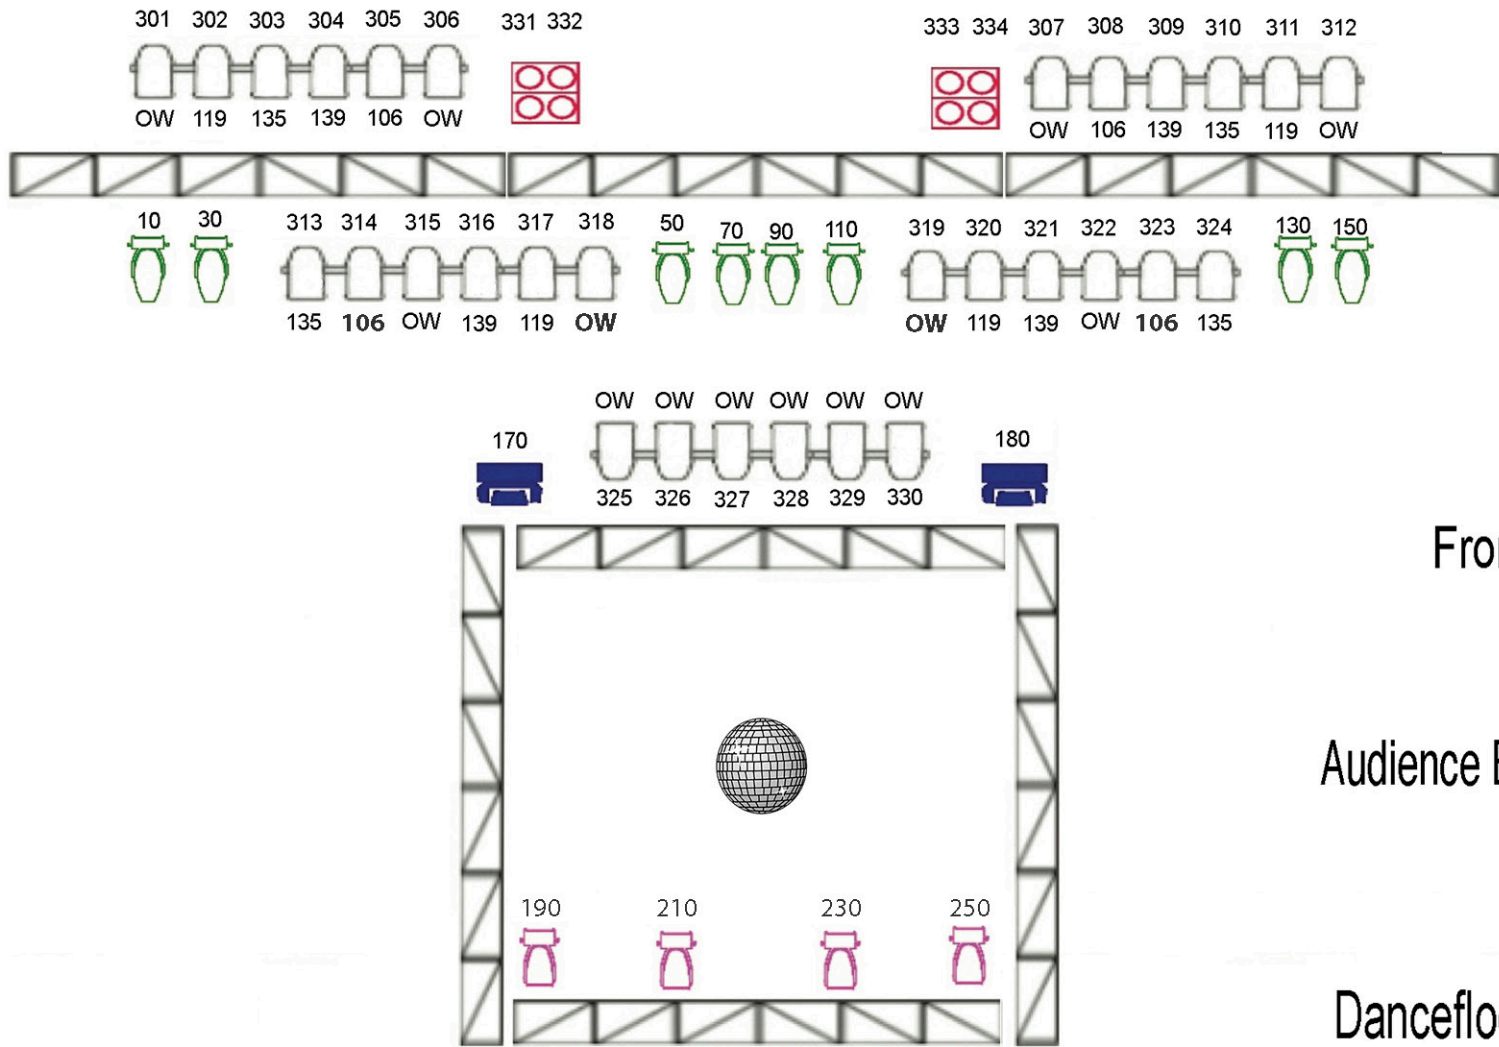 301 302 303 304 305 306 331 332 333 334 307 308 309 310 311 312
OW 119 135 139 106 OW OW 106 139 135 119 OW
10 30 313 314 315 316 317 318 50 70 90 110 319 320 321 322 323 324 130 150
135 106 OW 139 119 OW OW 119 139 OW 106 135
OW OW OW OW OW OW
170 180
325 326 327 328 329 330
Fron
Audience E
190 210 230 250
Dancefloo